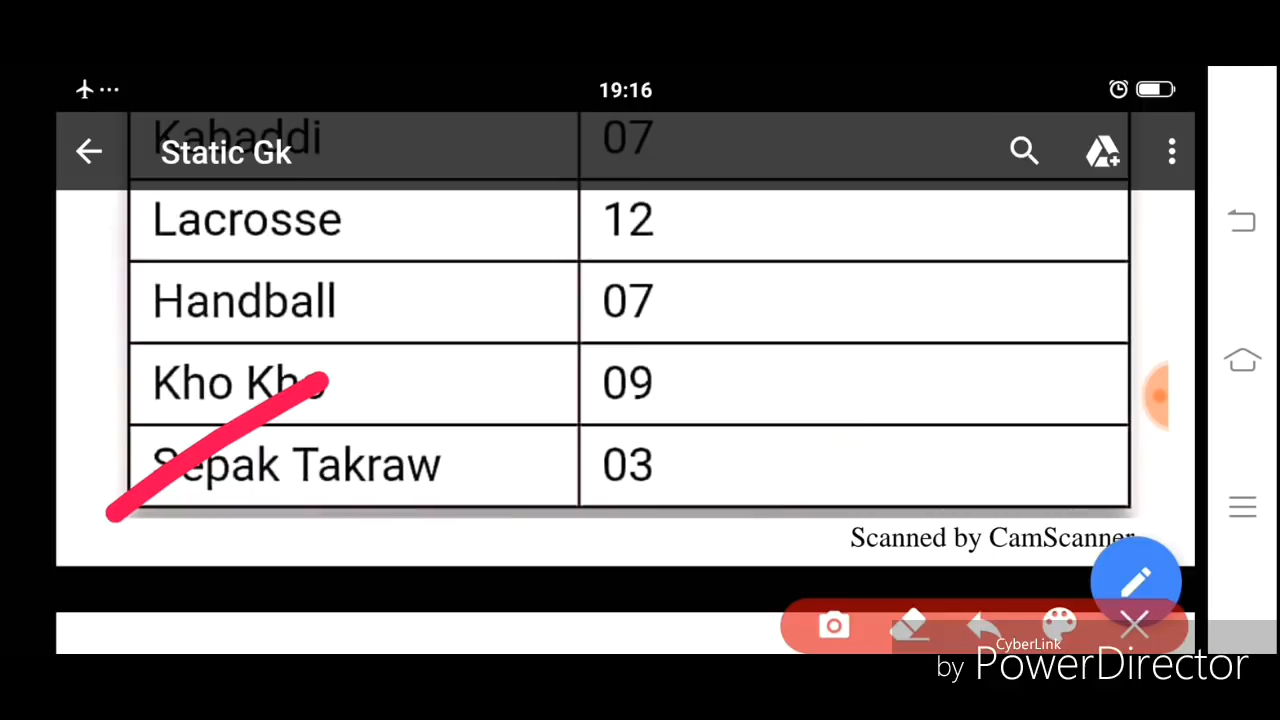 19:16
Kabaddi 07
Static Gk
Lacrosse 12
Handball 07
Kho Kho 09
Sepak Takraw 03
Scanned by CamScanner
CyberLink
by PowerDirector